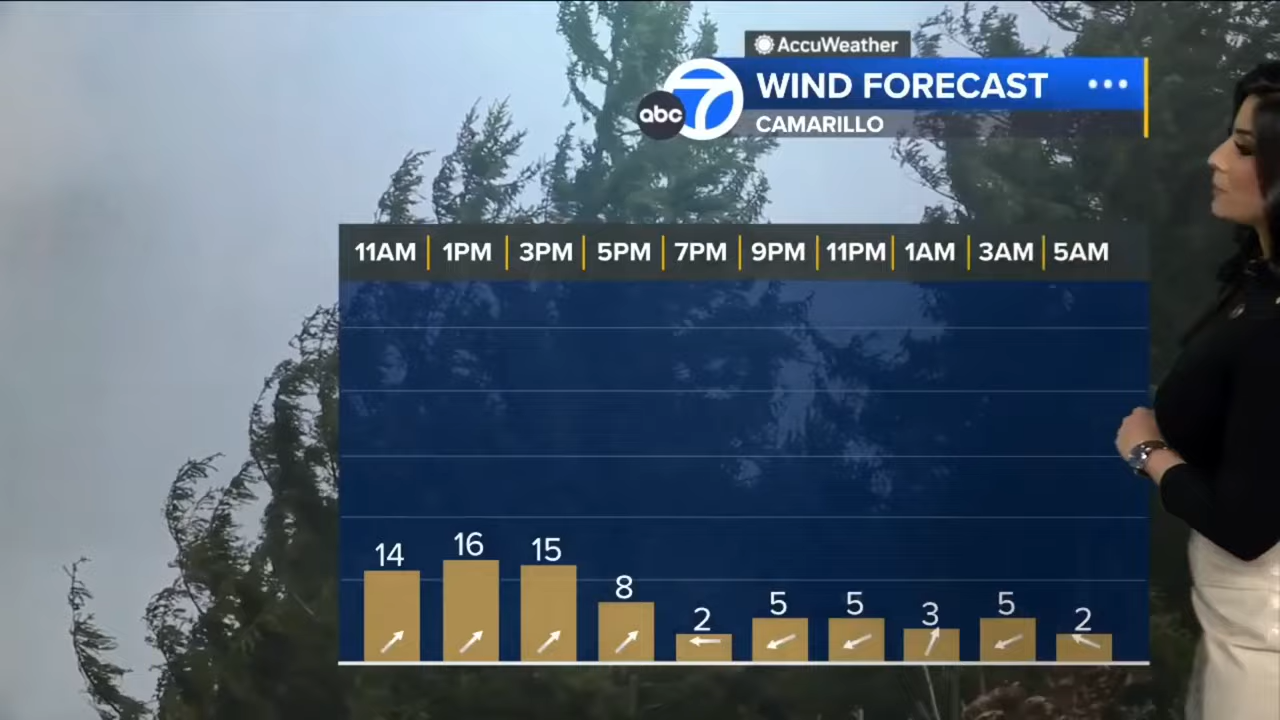 AccuWeather
abc 7 WIND FORECAST
CAMARILLO
11AM 1PM 3PM 5PM 7PM 9PM 11PM 1AM 3AM 5AM
14 16 15 8 2 5 5 3 5 2